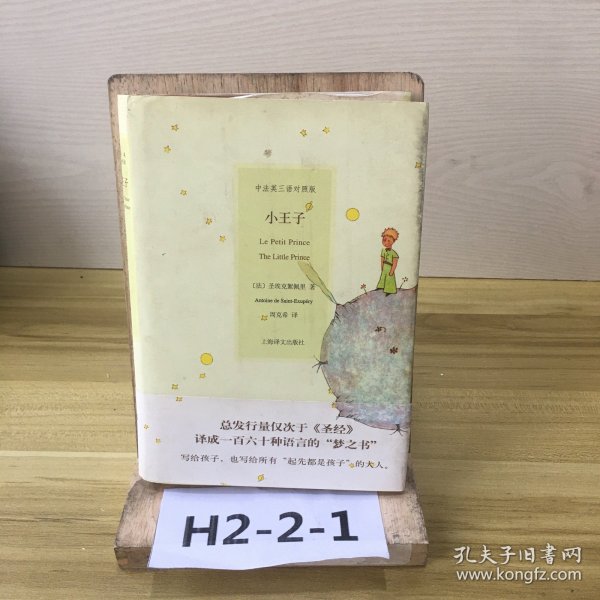 中法英三语对照版
小王子
Le Petit Prince
The Little Prince
〔法〕圣埃克絮佩里 著
Antoine de Saint-Exupéry
周克希 译
上海译文出版社
总发行量仅次于《圣经》
译成一百六十种语言的“梦之书”
写给孩子、也写给所有“起先都是孩子”的大人。
H2-2-1
孔夫子旧书网
www.kongfz.com